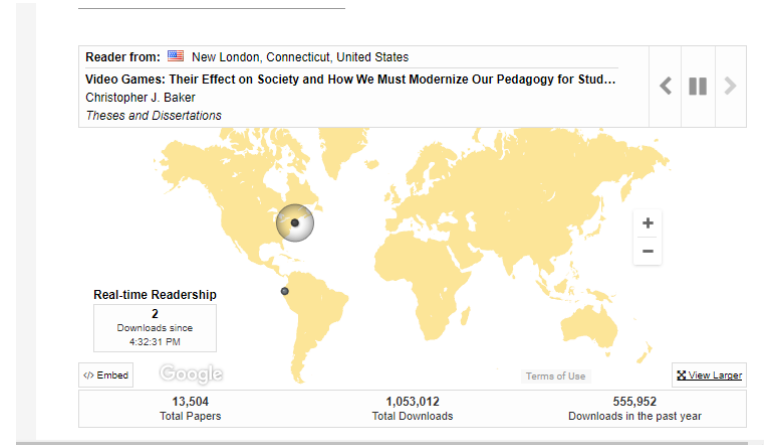 Reader from: New London, Connecticut, United States
Video Games: Their Effect on Society and How We Must Modernize Our Pedagogy for Stud...
Christopher J. Baker
Theses and Dissertations
+
−
Real-time Readership
2
Downloads since
4:32:31 PM
</> Embed
Google
Terms of Use
View Larger
13,504
Total Papers
1,053,012
Total Downloads
555,952
Downloads in the past year